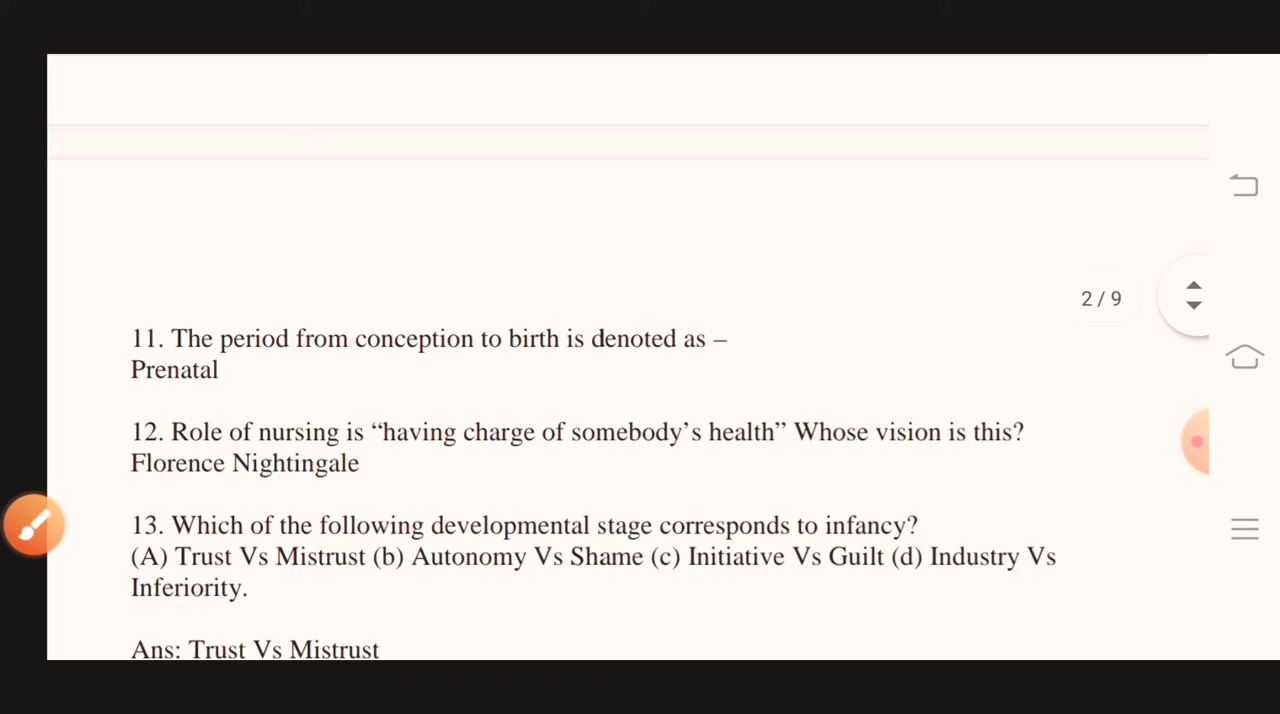 2 / 9
11. The period from conception to birth is denoted as –
Prenatal
12. Role of nursing is “having charge of somebody’s health” Whose vision is this?
Florence Nightingale
13. Which of the following developmental stage corresponds to infancy?
(A) Trust Vs Mistrust (b) Autonomy Vs Shame (c) Initiative Vs Guilt (d) Industry Vs
Inferiority.
Ans: Trust Vs Mistrust